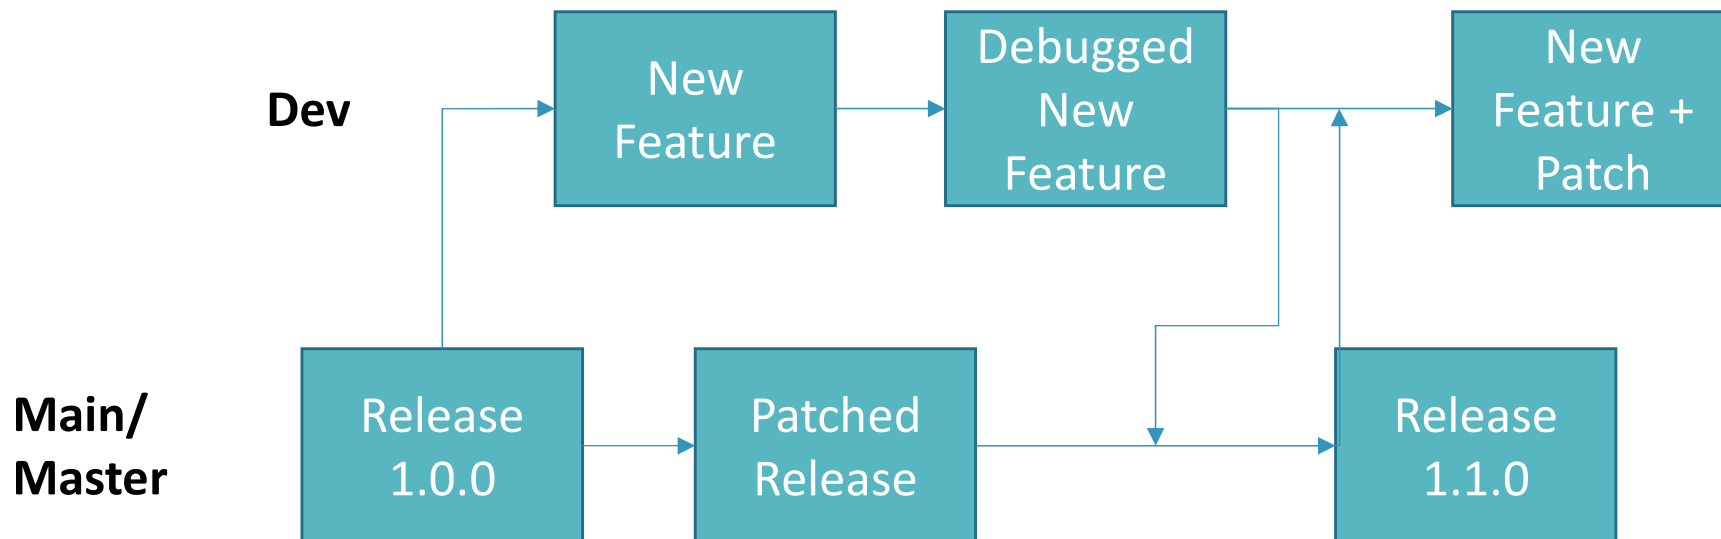 Dev
New
Feature
Debugged
New
Feature
New
Feature +
Patch
Main/
Master
Release
1.0.0
Patched
Release
Release
1.1.0